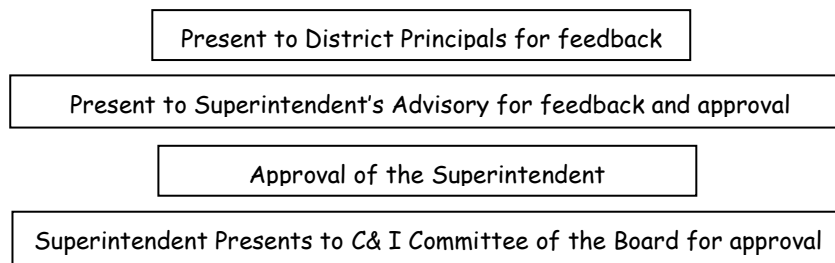 Present to District Principals for feedback
Present to Superintendent's Advisory for feedback and approval
Approval of the Superintendent
Superintendent Presents to C& I Committee of the Board for approval